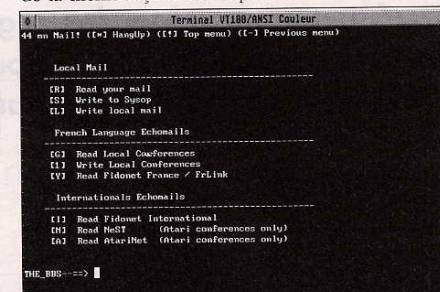 Terminal VT100/ANSI Couleur
44 mn Mail! ([*] HangUp) ([!] Top menu) ([-] Previous menu)
Local Mail
[R] Read your mail
[S] Write to Sysop
[L] Write local mail
French Language Echomails
[G] Read Local Conferences
Write Local Conferences
[Y] Read Fidonet France / FrLink
Internationals Echomails
[I] Read Fidonet International
[N] Read NeST (Atari conferences only)
[A] Read AtariNet (Atari conferences only)
THE_BBS--==>